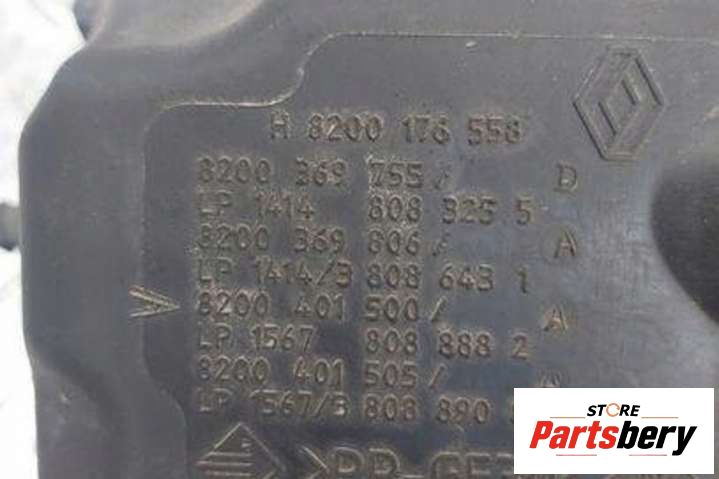 H 8200 176 558
8200 369 755/ D
LP 1414 808 325 5
8200 369 806/ A
LP 1414/B 808 643 1
8200 401 500/ A
LP 1567 808 888 2
8200 401 505/
LP 1567/B 808 890
STORE
Partsbery